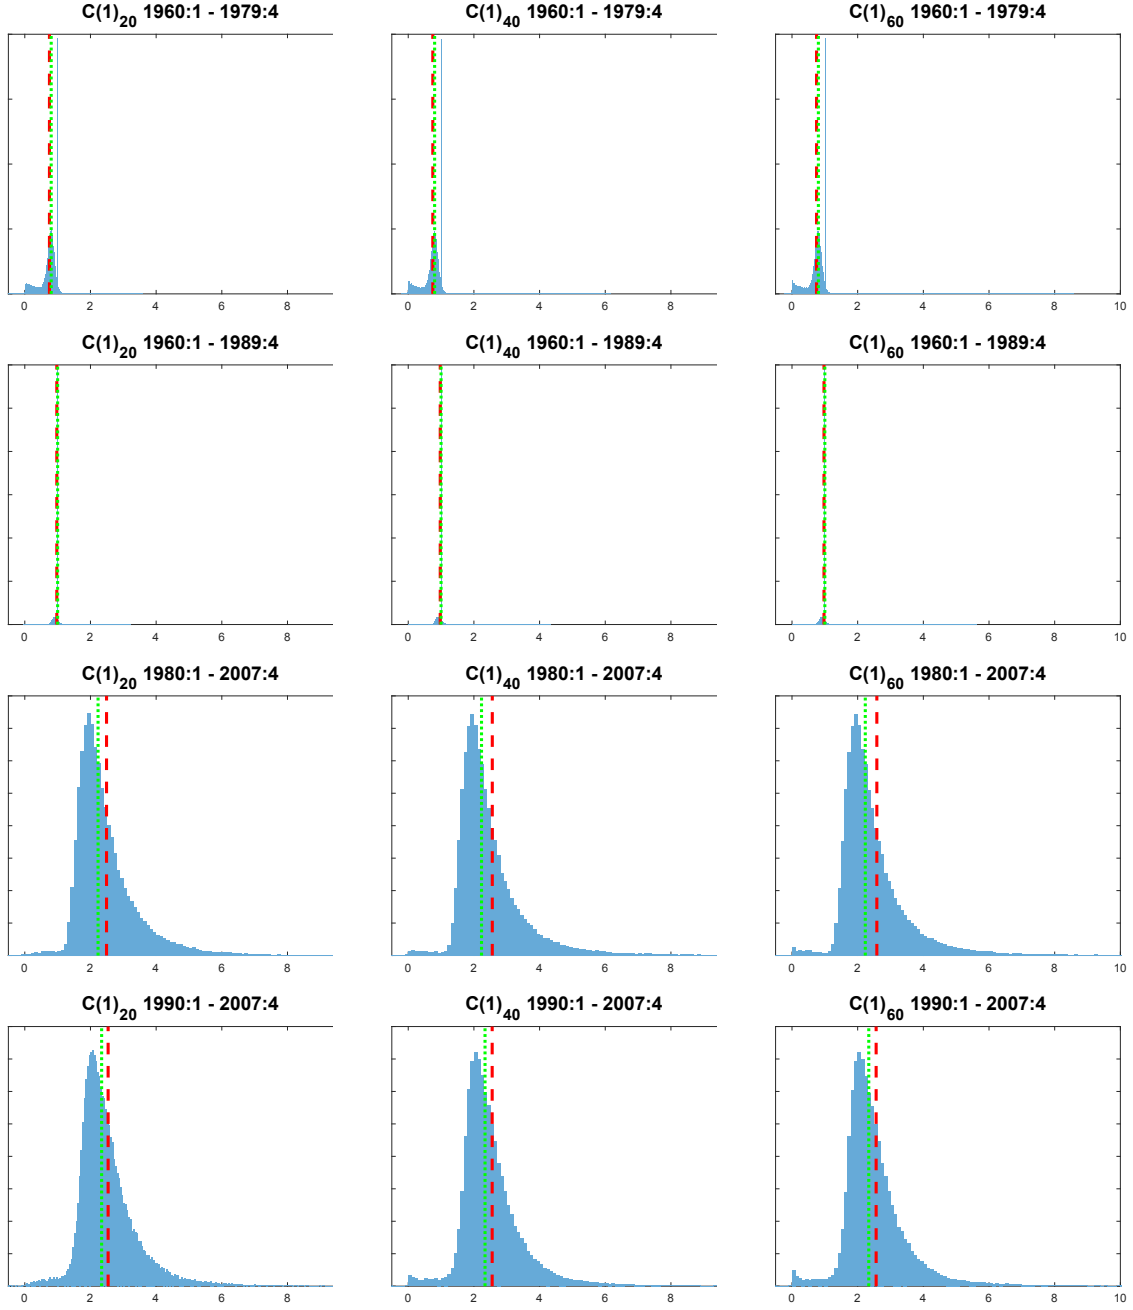 C(1)20 1960:1 - 1979:4 C(1)40 1960:1 - 1979:4 C(1)60 1960:1 - 1979:4
0 2 4 6 8 0 2 4 6 8 0 2 4 6 8 10
C(1)20 1960:1 - 1989:4 C(1)40 1960:1 - 1989:4 C(1)60 1960:1 - 1989:4
0 2 4 6 8 0 2 4 6 8 0 2 4 6 8 10
C(1)20 1980:1 - 2007:4 C(1)40 1980:1 - 2007:4 C(1)60 1980:1 - 2007:4
0 2 4 6 8 0 2 4 6 8 0 2 4 6 8 10
C(1)20 1990:1 - 2007:4 C(1)40 1990:1 - 2007:4 C(1)60 1990:1 - 2007:4
0 2 4 6 8 0 2 4 6 8 0 2 4 6 8 10